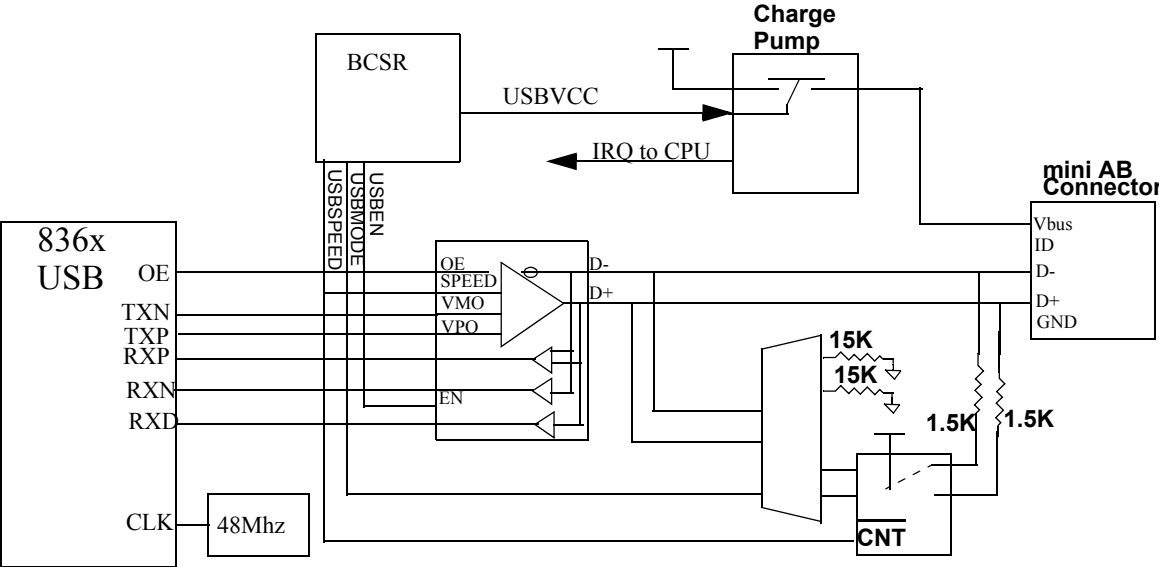 Charge
Pump
BCSR
USBVCC
IRQ to CPU
mini AB
Connector
USBSPEED
USBMODE
USBEN
836x
USB
OE
TXN
TXP
RXP
RXN
RXD
CLK
48Mhz
OE
SPEED
VMO
VPO
EN
D-
D+
Vbus
ID
D-
D+
GND
15K
15K
1.5K
1.5K
CNT